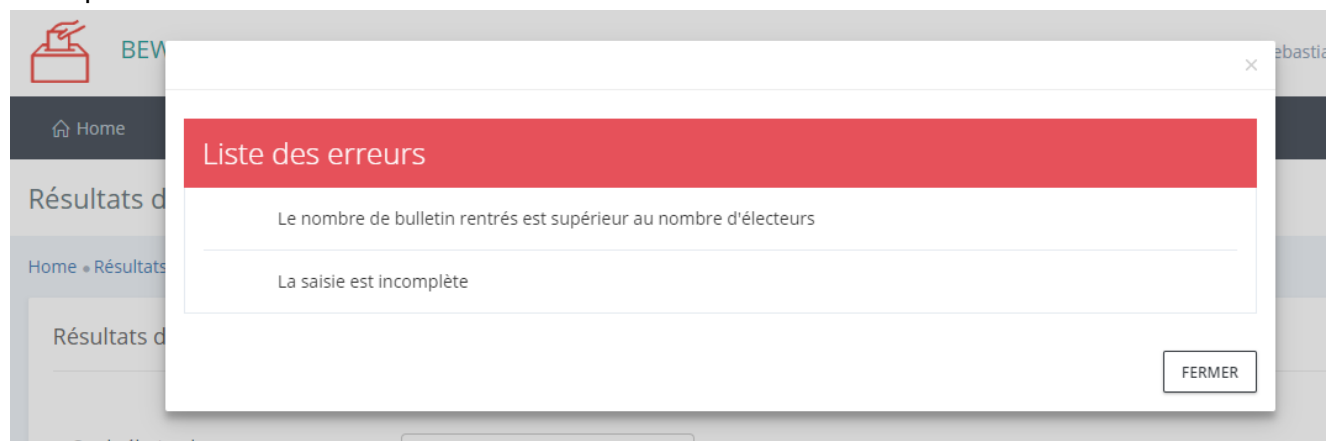 BEW
ebastia
Home
Liste des erreurs
Résultats d
Le nombre de bulletin rentrés est supérieur au nombre d'électeurs
Home • Résultats
La saisie est incomplète
Résultats d
FERMER